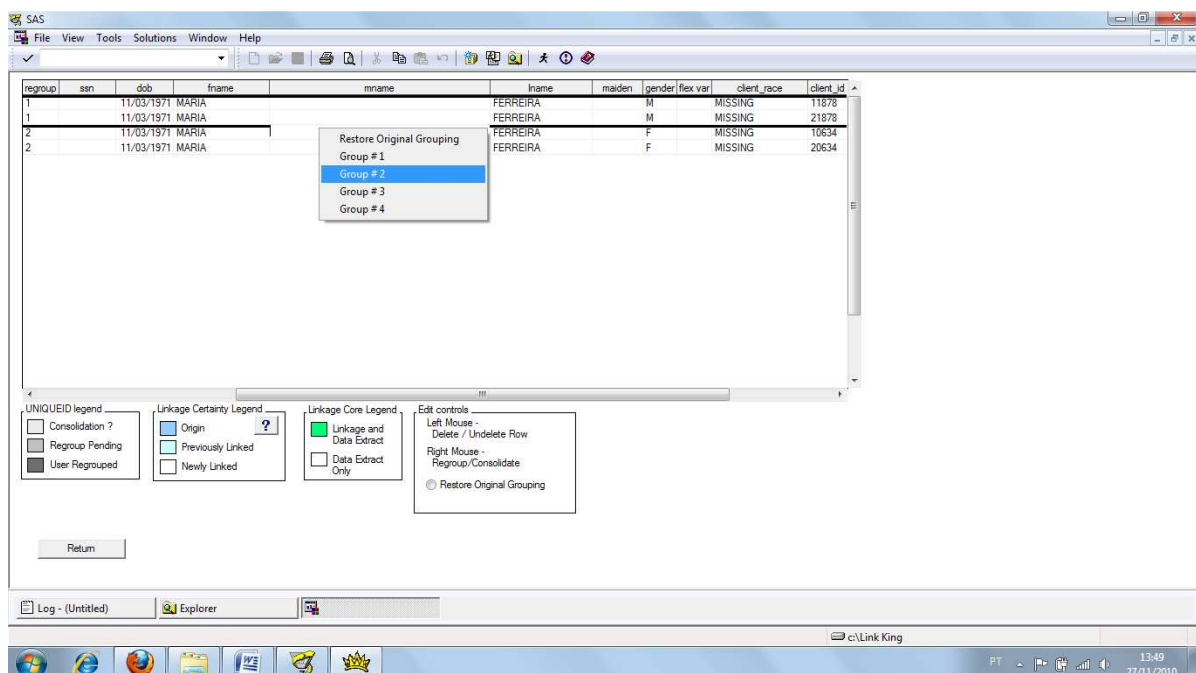 SAS
File View Tools Solutions Window Help
regroup ssn dob fname mname lname maiden gender flex var client_race client_id
1 11/03/1971 MARIA FERREIRA M MISSING 11878
1 11/03/1971 MARIA FERREIRA M MISSING 21878
2 11/03/1971 MARIA FERREIRA F MISSING 10634
2 11/03/1971 MARIA FERREIRA F MISSING 20634
Restore Original Grouping
Group # 1
Group # 2
Group # 3
Group # 4
UNIQUEID legend
Consolidation ?
Regroup Pending
User Regrouped
Linkage Certainty Legend
Origin
?
Previously Linked
Newly Linked
Linkage Core Legend
Linkage and
Data Extract
Data Extract
Only
Edit controls
Left Mouse -
Delete / Undelete Row
Right Mouse -
Regroup/Consolidate
Restore Original Grouping
Return
Log - (Untitled)
Explorer
c:\Link King
PT
13:49
27/11/2010